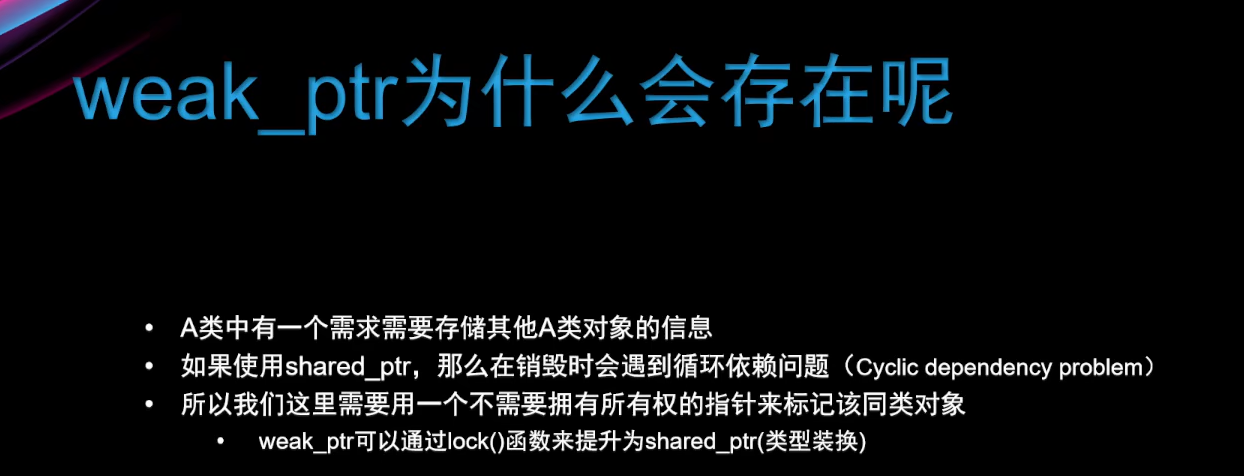 weak_ptr为什么会存在呢
• A类中有一个需求需要存储其他A类对象的信息
• 如果使用shared_ptr，那么在销毁时会遇到循环依赖问题（Cyclic dependency problem）
• 所以我们这里需要用一个不需要拥有所有权的指针来标记该同类对象
• weak_ptr可以通过lock()函数来提升为shared_ptr(类型装换)